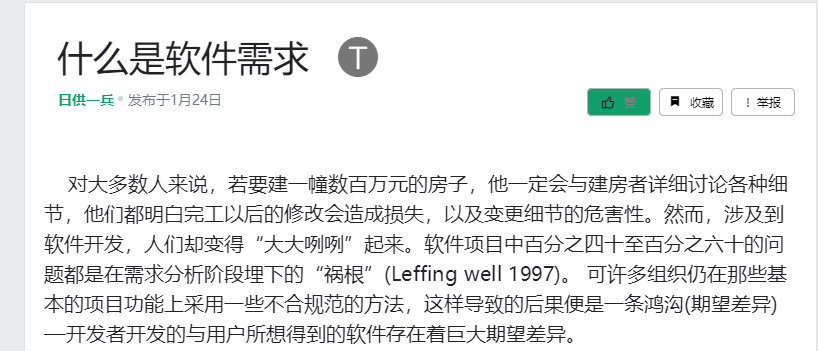 什么是软件需求 T
日供一兵 发布于1月24日
赞 收藏 ！举报
对大多数人来说，若要建一幢数百万元的房子，他一定会与建房者详细讨论各种细
节，他们都明白完工以后的修改会造成损失，以及变更细节的危害性。然而，涉及到
软件开发，人们却变得“大大咧咧”起来。软件项目中百分之四十至百分之六十的问
题都是在需求分析阶段埋下的“祸根”(Leffing well 1997)。 可许多组织仍在那些基
本的项目功能上采用一些不合规范的方法，这样导致的后果便是一条鸿沟(期望差异)
—开发者开发的与用户所想得到的软件存在着巨大期望差异。